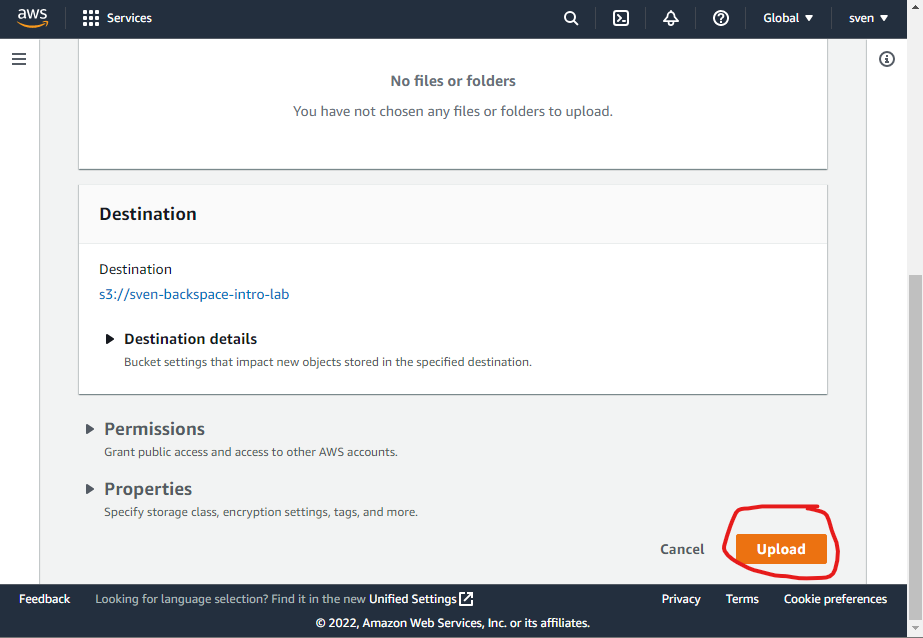 aws Services Global sven
No files or folders
You have not chosen any files or folders to upload.
Destination
Destination
s3://sven-backspace-intro-lab
Destination details
Bucket settings that impact new objects stored in the specified destination.
Permissions
Grant public access and access to other AWS accounts.
Properties
Specify storage class, encryption settings, tags, and more.
Cancel Upload
Feedback Looking for language selection? Find it in the new Unified Settings Privacy Terms Cookie preferences
© 2022, Amazon Web Services, Inc. or its affiliates.